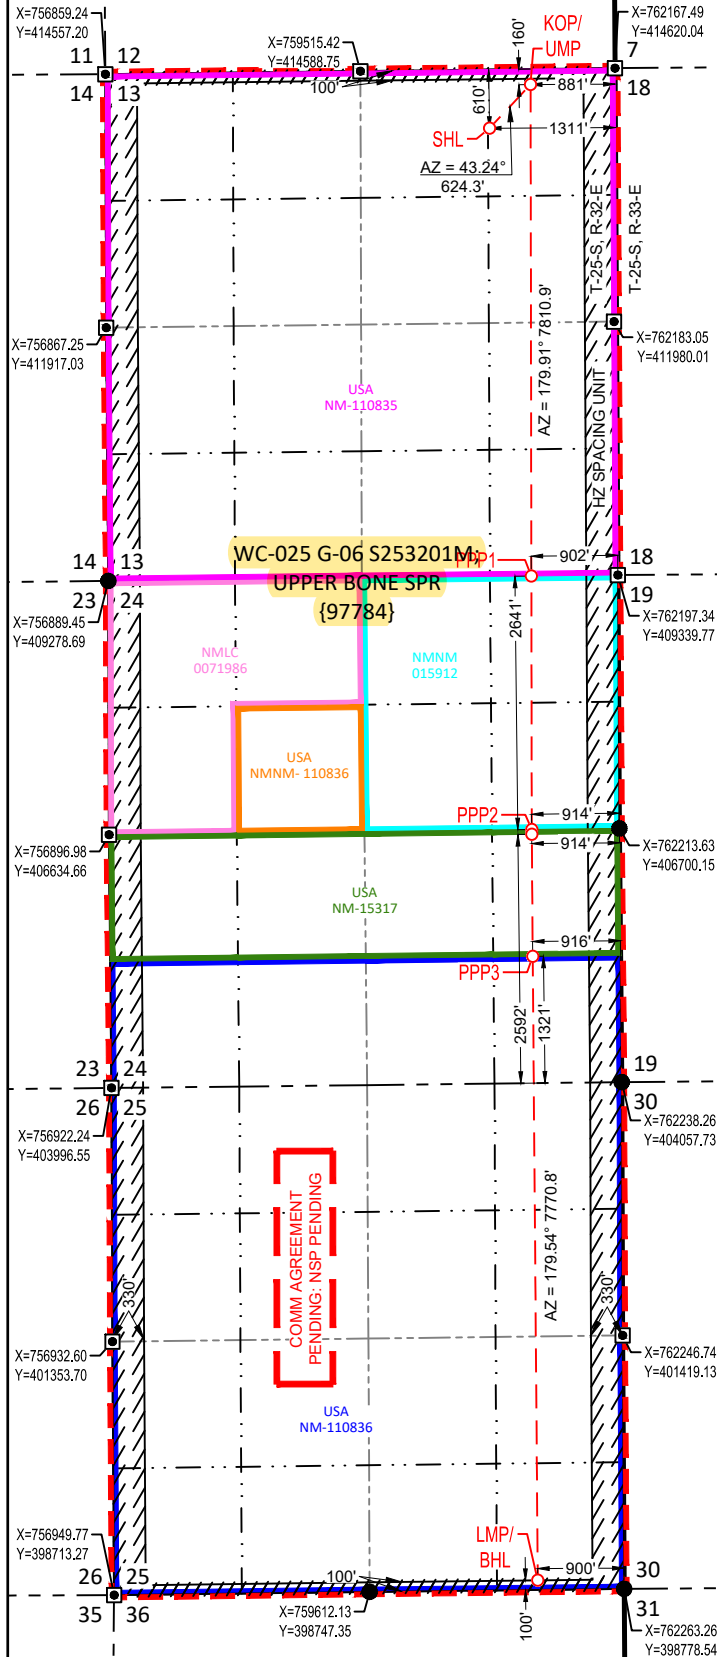 X=756859.24
Y=414557.20
X=759515.42
Y=414588.75
160'
KOP/
UMP
X=762167.49
Y=414620.04
11 12
14 13
7
18
100'
610'
881'
SHL
1311'
AZ = 43.24°
624.3'
T-25-S, R-32-E
T-25-S, R-33-E
X=756867.25
Y=411917.03
X=762183.05
Y=411980.01
AZ = 179.91° 7810.9'
USA
NM-110835
HZ SPACING UNIT
WC-025 G-06 S253201M;
UPPER BONE SPR
{97784}
PPP1
902'
14 13
23 24
18
19
X=756889.45
Y=409278.69
X=762197.34
Y=409339.77
2641'
NMLC
0071986
NMNM
015912
USA
NMNM- 110836
PPP2
914'
914'
X=756896.98
Y=406634.66
X=762213.63
Y=406700.15
USA
NM-15317
916'
PPP3
2592'
1321'
23 24
26 25
19
30
X=756922.24
Y=403996.55
X=762238.26
Y=404057.73
COMM AGREEMENT
PENDING: NSP PENDING
AZ = 179.54° 7770.8'
330'
330'
X=756932.60
Y=401353.70
X=762246.74
Y=401419.13
USA
NM-110836
X=756949.77
Y=398713.27
LMP/
BHL
900'
100'
26 25
35 36
30
31
X=759612.13
Y=398747.35
100'
X=762263.26
Y=398778.54